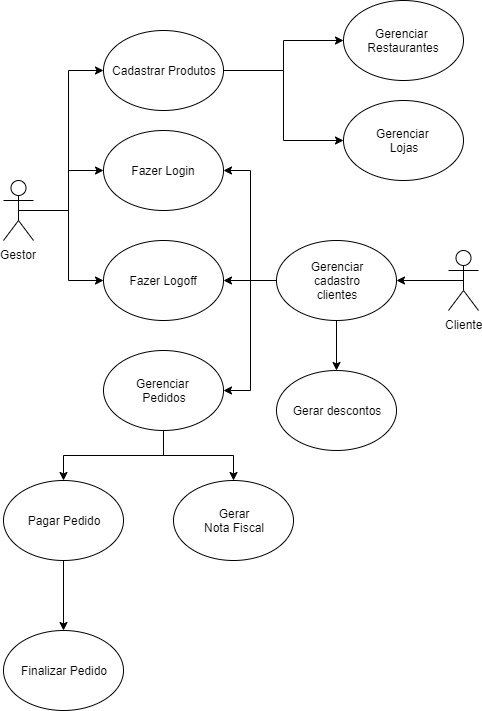 Gerenciar
Restaurantes
Cadastrar Produtos
Gerenciar
Lojas
Fazer Login
Gestor
Fazer Logoff
Gerenciar
cadastro
clientes
Cliente
Gerenciar
Pedidos
Gerar descontos
Pagar Pedido
Gerar
Nota Fiscal
Finalizar Pedido